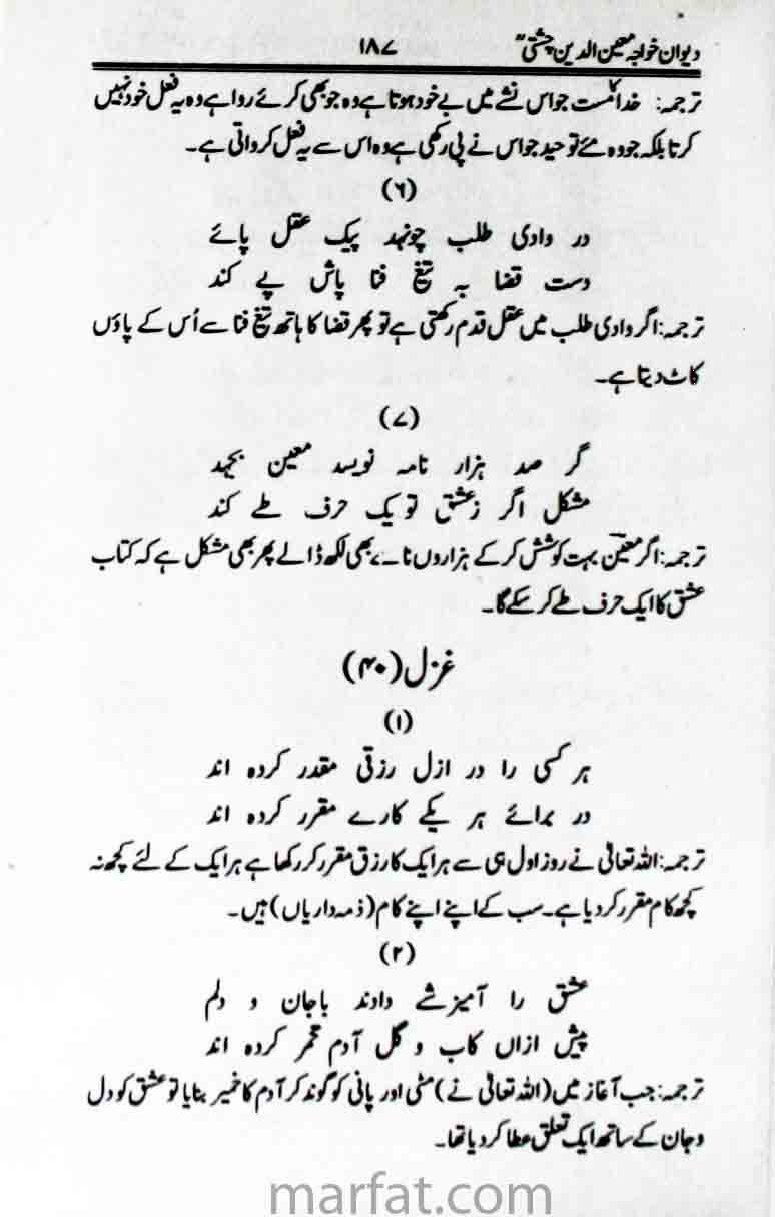 دیوان خواجہ معین الدین چشتیؒ ۱۸۷
ترجمہ: خدا کا مست جو اس نشے میں بے خود ہوتا ہے وہ جو بھی کرے روا ہے وہ یہ فعل خود نہیں
کرتا بلکہ جو وہ مئے توحید جو اس نے پی رکھی ہے وہ اس سے یہ فعل کرواتی ہے۔
(۶)
در وادی طلب چونہد پیک عقل پائے
دست قضا بہ تیغ فنا پاش پے کند
ترجمہ: اگر وادی طلب میں عقل قدم رکھتی ہے تو پھر قضا کا ہاتھ تیغ فنا سے اُس کے پاؤں
کاٹ دیتا ہے۔
(۷)
گر صد ہزار نامہ نویسد معین بجہد
مشکل اگر زعشق تو یک حرف طے کند
ترجمہ: اگر معینؔ بہت کوشش کر کے ہزاروں نامے بھی لکھ ڈالے پھر بھی مشکل ہے کہ کتاب
عشق کا ایک حرف طے کر سکے گا۔
غزل (۴۰)
(۱)
ہر کسی را در ازل رزقی مقدر کردہ اند
در برائے ہر یکے کارے مقرر کردہ اند
ترجمہ: اللہ تعالیٰ نے روز اول ہی سے ہر ایک کا رزق مقرر کر رکھا ہے ہر ایک کے لئے کچھ نہ
کچھ کام مقرر کر دیا ہے۔ سب کے اپنے اپنے کام (ذمہ داریاں) ہیں۔
(۲)
عشق را آمیزشے دادند باجان و دلم
پیش ازاں کاب و گل آدم مخمر کردہ اند
ترجمہ: جب آغاز میں (اللہ تعالیٰ نے) مٹی اور پانی کو گوند کر آدم کا خمیر بنایا تو عشق کو دل
و جان کے ساتھ ایک تعلق عطا کر دیا تھا۔
marfat.com